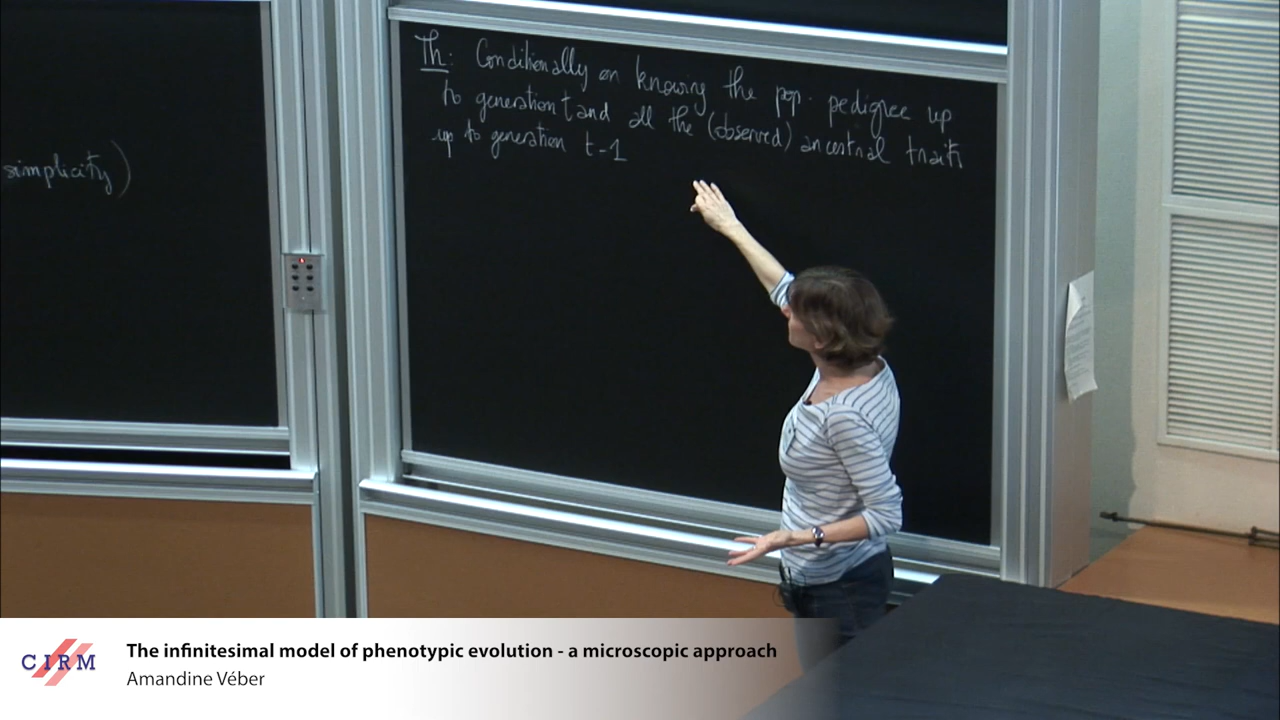 simplicity)
Th: Conditionally on knowing the pop. pedigree up
to generation t and all the (observed) ancestral traits
up to generation t-1
CIRM
The infinitesimal model of phenotypic evolution - a microscopic approach
Amandine Véber